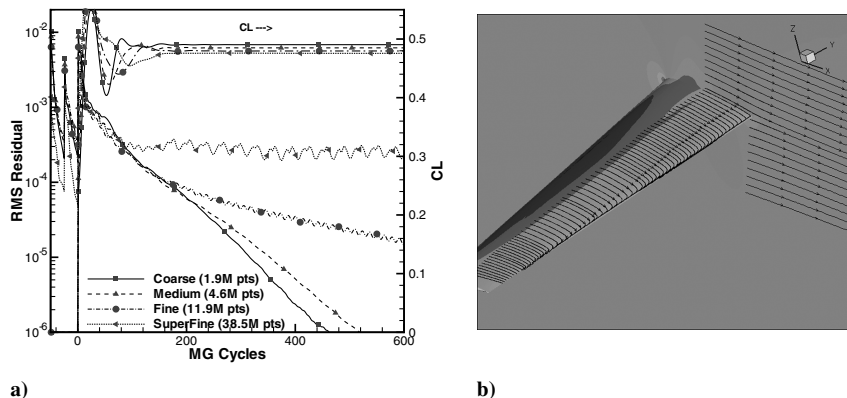 10-2
10-3
10-4
10-5
10-6
RMS Residual
CL --->
0.5
0.4
0.3
0.2
0.1
0
CL
Coarse (1.9M pts)
Medium (4.6M pts)
Fine (11.9M pts)
SuperFine (38.5M pts)
0
200
400
600
MG Cycles
Z
Y
X
a)
b)